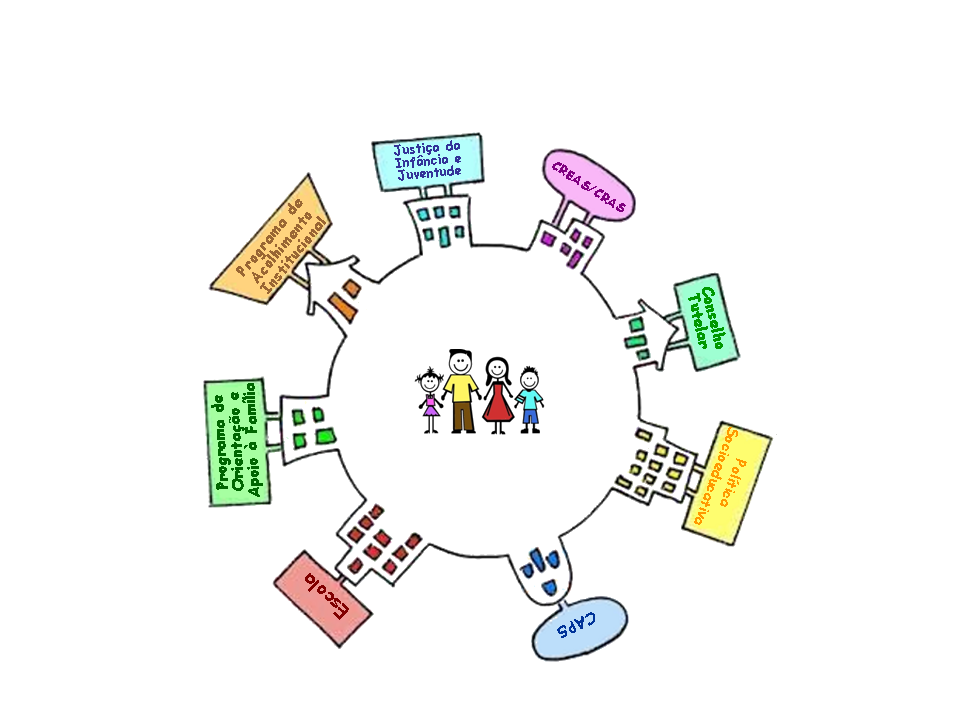 Justiça da
Infância e
Juventude
CREAS/CRAS
Conselho
Tutelar
Política
Socioeducativa
CAPS
Escola
Programa de
Orientação e
Apoio à Família
Programa de
Acolhimento
Institucional